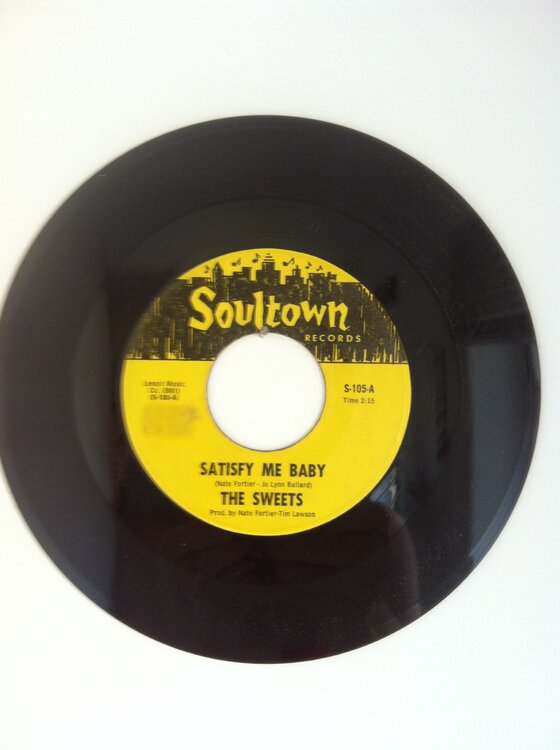 Soultown
RECORDS
Lenoir Music
Co. (BMI)
(S-105-A)
S-105-A
Time 2:15
SATISFY ME BABY
(Nate Fortier - Jo Lynn Ballard)
THE SWEETS
Prod. by Nate Fortier-Tim Lawson